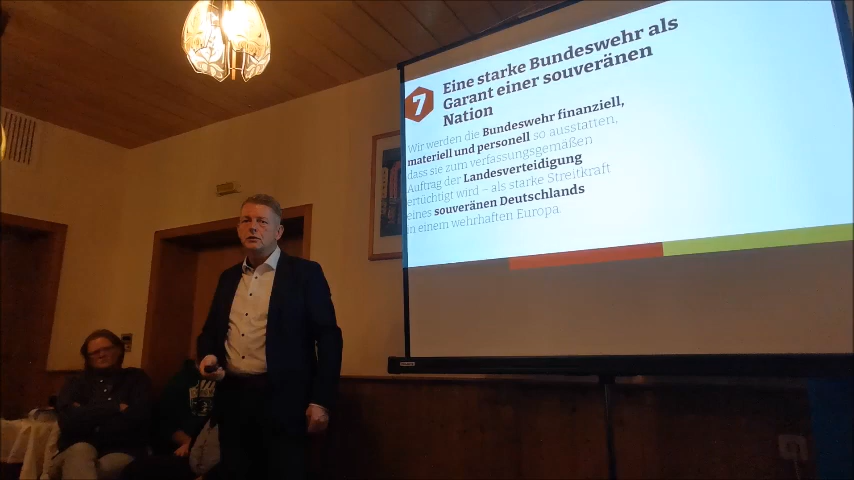 7
Eine starke Bundeswehr als
Garant einer souveränen
Nation
Wir werden die Bundeswehr finanziell,
materiell und personell so ausstatten,
dass sie zum verfassungsgemäßen
Auftrag der Landesverteidigung
ertüchtigt wird – als starke Streitkraft
eines souveränen Deutschlands
in einem wehrhaften Europa.